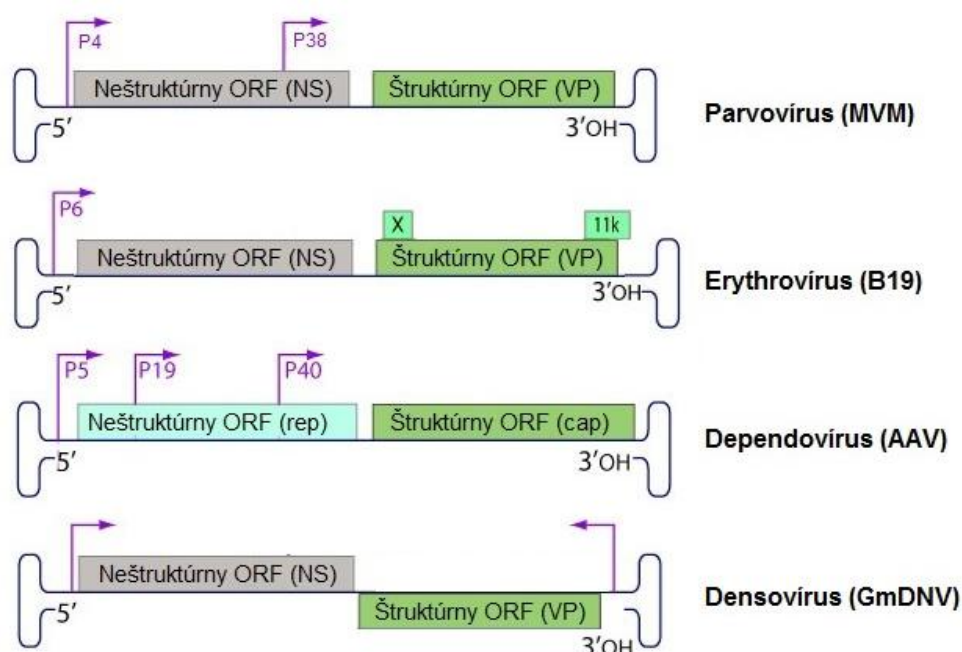 P4
P38
Neštruktúrny ORF (NS)
Štruktúrny ORF (VP)
5′
3′OH
Parvovírus (MVM)
P6
X
11k
Neštruktúrny ORF (NS)
Štruktúrny ORF (VP)
5′
3′OH
Erythrovírus (B19)
P5
P19
P40
Neštruktúrny ORF (rep)
Štruktúrny ORF (cap)
5′
3′OH
Dependovírus (AAV)
Neštruktúrny ORF (NS)
Štruktúrny ORF (VP)
5′
3′OH
Densovírus (GmDNV)